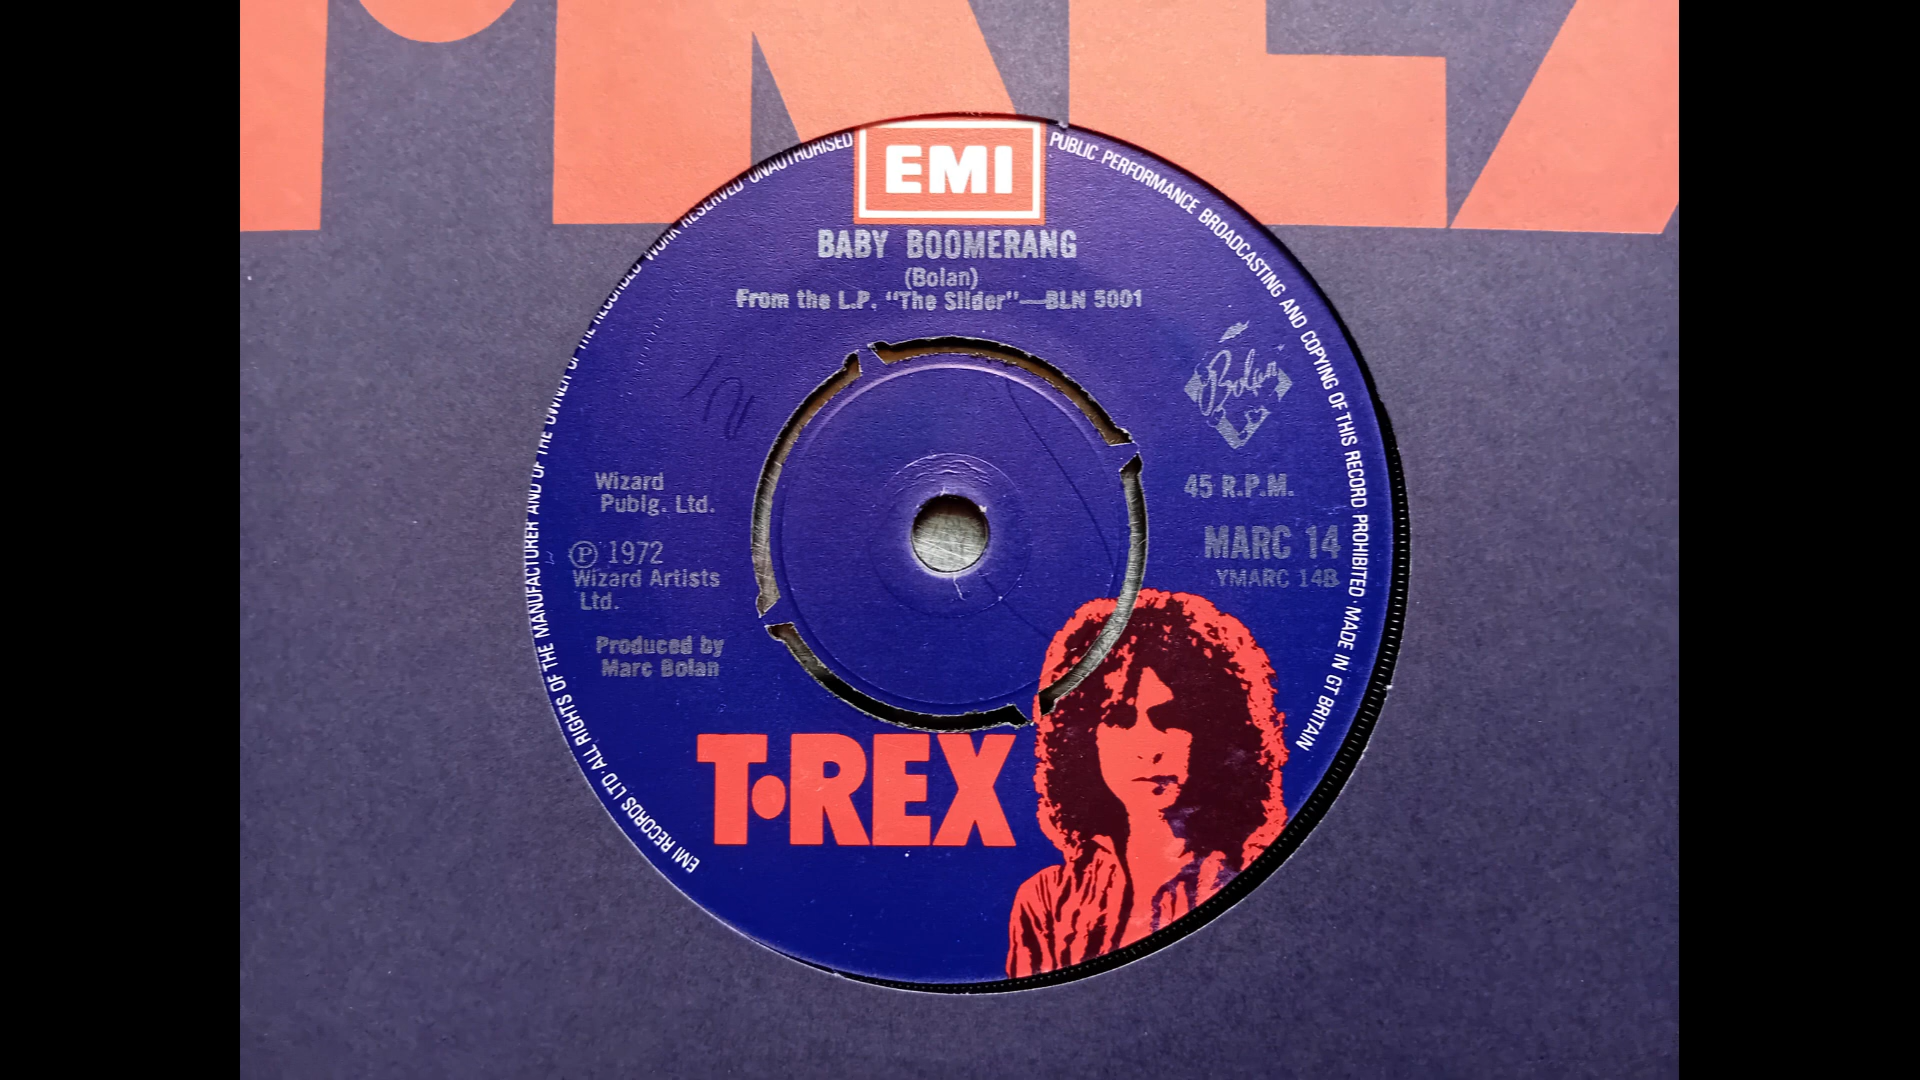 T·REX
EMI
BABY BOOMERANG
(Bolan)
From the L.P. "The Slider"—BLN 5001
Bolan
Wizard
Publg. Ltd.
℗ 1972
Wizard Artists
Ltd.
Produced by
Marc Bolan
45 R.P.M.
MARC 14
YMARC 14B
T·REX
EMI RECORDS LTD · ALL RIGHTS OF THE MANUFACTURER AND OF THE OWNER OF THE RECORDED WORK RESERVED · UNAUTHORISED PUBLIC PERFORMANCE BROADCASTING AND COPYING OF THIS RECORD PROHIBITED · MADE IN GT BRITAIN